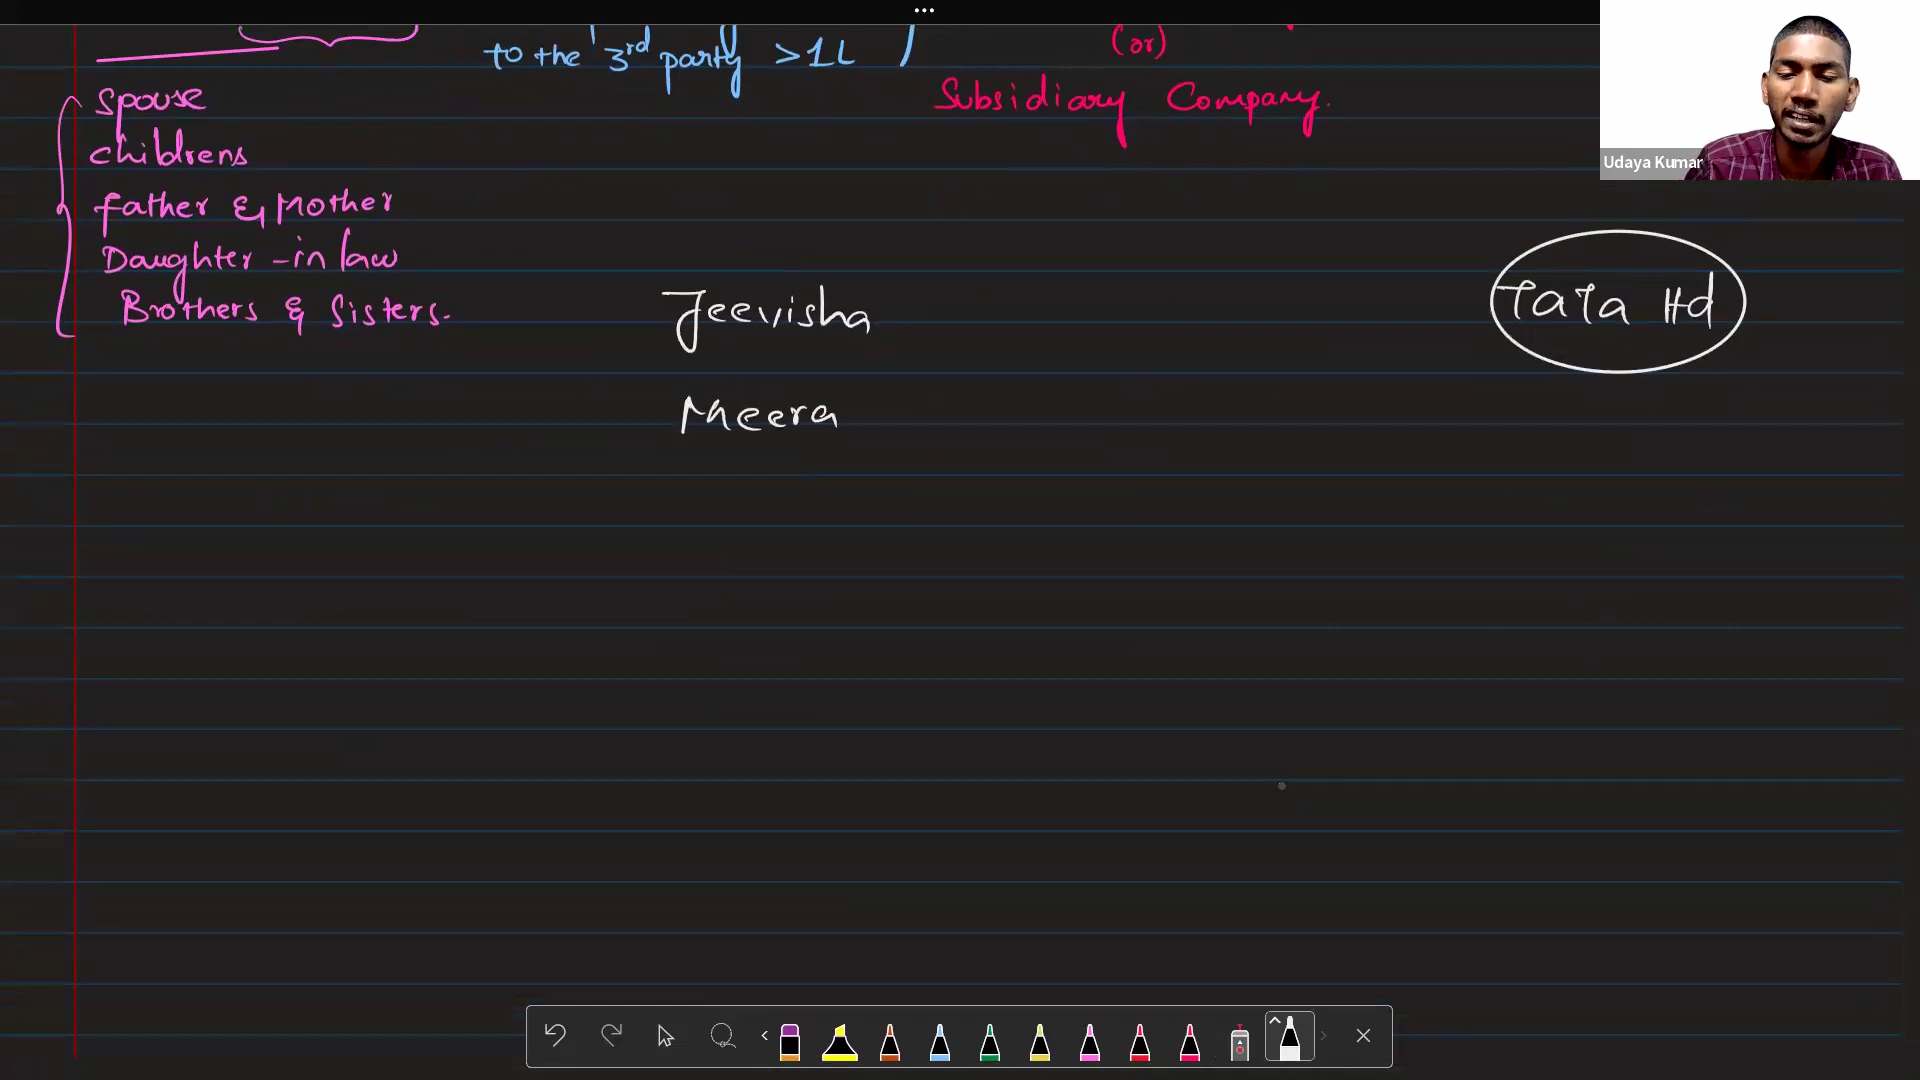 to the 3rd party >1L
(or)
Subsidiary Company.
Spouse
childrens
father & Mother
Daughter -in law
Brothers & Sisters.
Jeevisha
Meera
TaTa Hd
Udaya Kumar